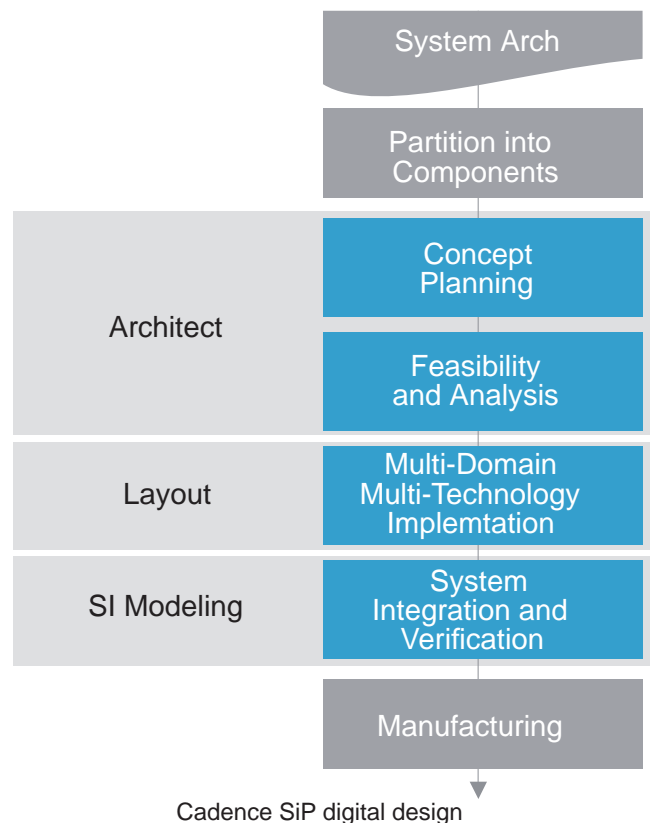 System Arch
Partition into
Components
Architect
Concept
Planning
Feasibility
and Analysis
Layout
Multi-Domain
Multi-Technology
Implemtation
SI Modeling
System
Integration and
Verification
Manufacturing
Cadence SiP digital design